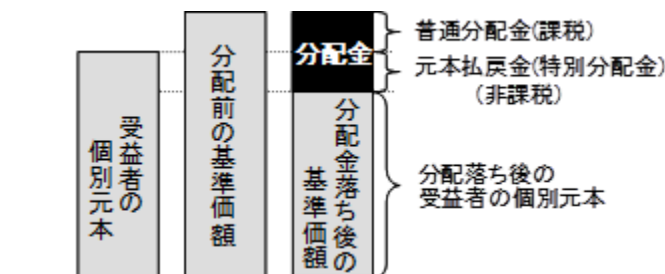 受益者の
個別元本
分配前の基準価額
分配金
分配金落ち後の
基準価額
普通分配金(課税)
元本払戻金(特別分配金)
(非課税)
分配落ち後の
受益者の個別元本